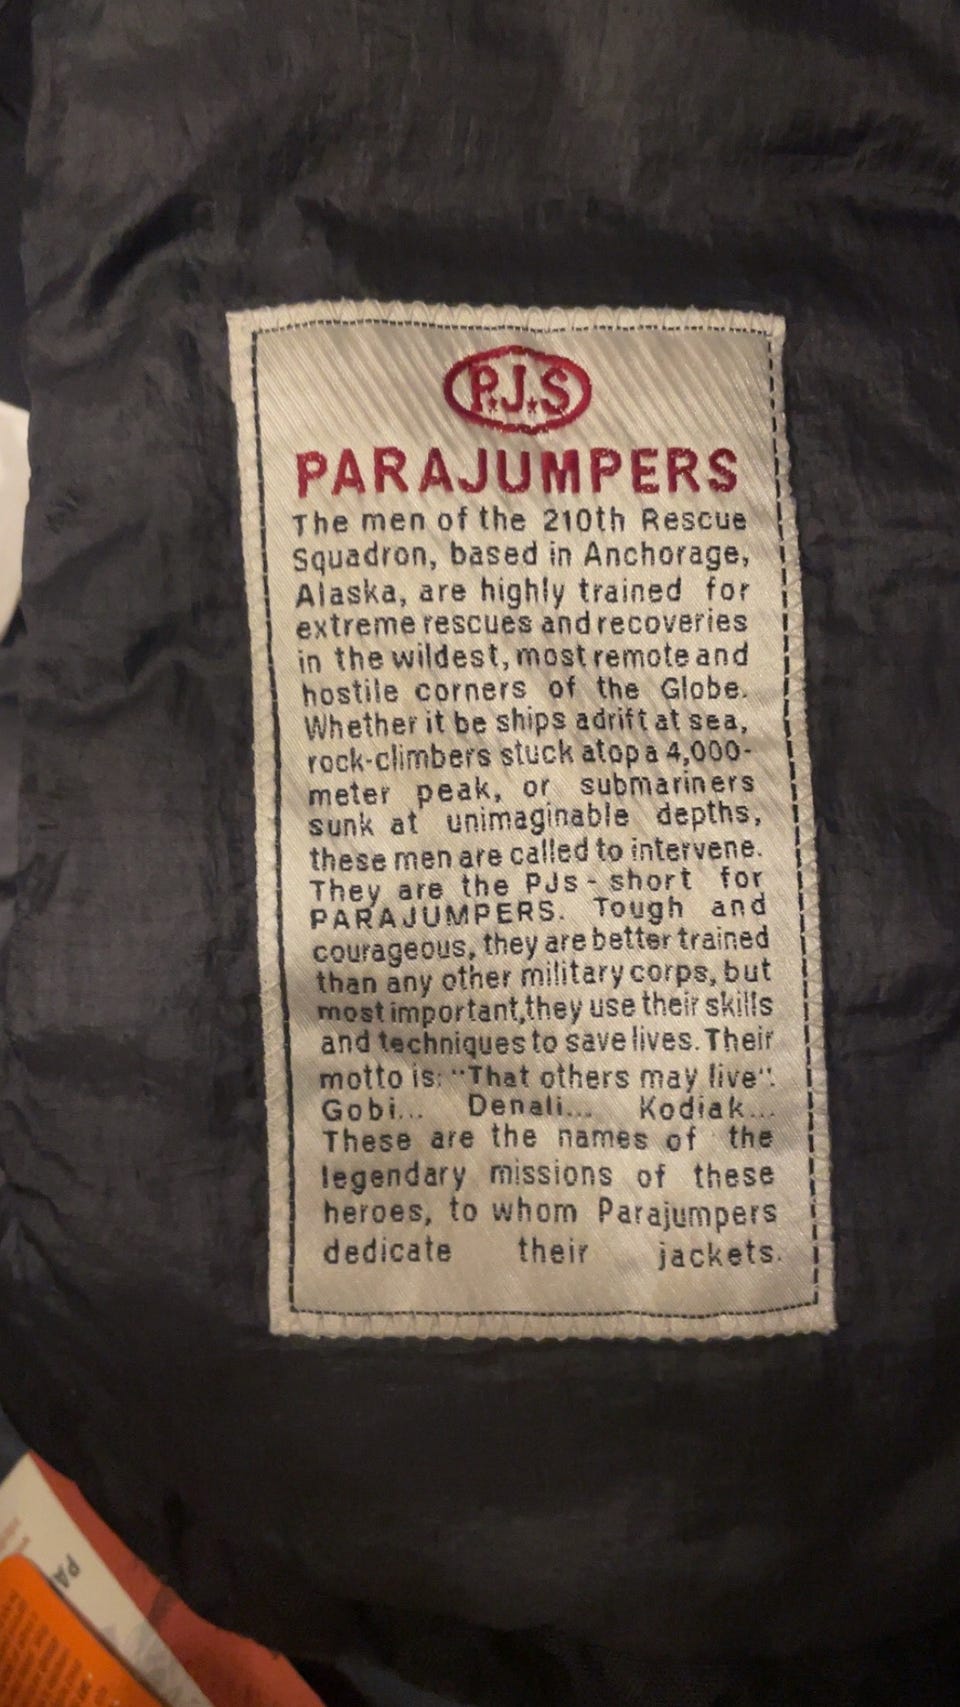 P.J.S
PARAJUMPERS
The men of the 210th Rescue
Squadron, based in Anchorage,
Alaska, are highly trained for
extreme rescues and recoveries
in the wildest, most remote and
hostile corners of the Globe.
Whether it be ships adrift at sea,
rock-climbers stuck atop a 4,000-
meter peak, or submariners
sunk at unimaginable depths,
these men are called to intervene.
They are the PJs - short for
PARAJUMPERS. Tough and
courageous, they are better trained
than any other military corps, but
most important,they use their skills
and techniques to save lives. Their
motto is: "That others may live".
Gobi... Denali... Kodiak...
These are the names of the
legendary missions of these
heroes, to whom Parajumpers
dedicate their jackets.
PA